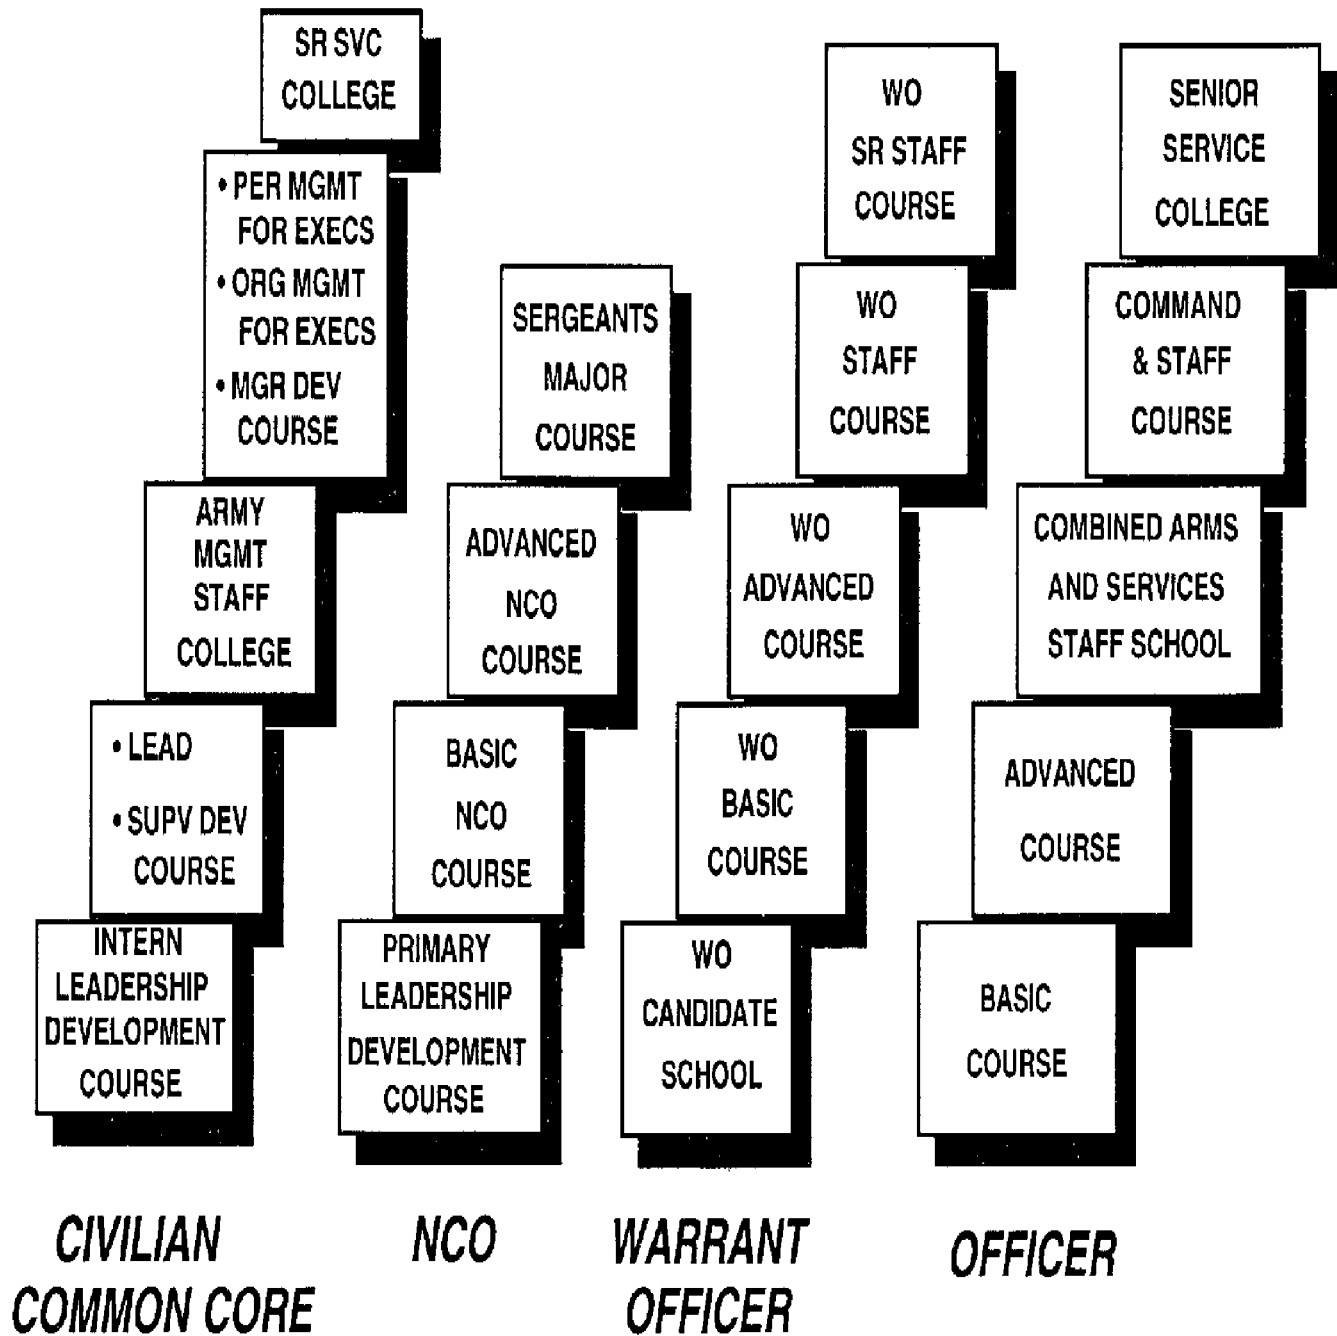 SR SVC
COLLEGE
• PER MGMT
FOR EXECS
• ORG MGMT
FOR EXECS
• MGR DEV
COURSE
ARMY
MGMT
STAFF
COLLEGE
• LEAD
• SUPV DEV
COURSE
INTERN
LEADERSHIP
DEVELOPMENT
COURSE
CIVILIAN
COMMON CORE
SERGEANTS
MAJOR
COURSE
ADVANCED
NCO
COURSE
BASIC
NCO
COURSE
PRIMARY
LEADERSHIP
DEVELOPMENT
COURSE
NCO
WO
SR STAFF
COURSE
WO
STAFF
COURSE
WO
ADVANCED
COURSE
WO
BASIC
COURSE
WO
CANDIDATE
SCHOOL
WARRANT
OFFICER
SENIOR
SERVICE
COLLEGE
COMMAND
& STAFF
COURSE
COMBINED ARMS
AND SERVICES
STAFF SCHOOL
ADVANCED
COURSE
BASIC
COURSE
OFFICER